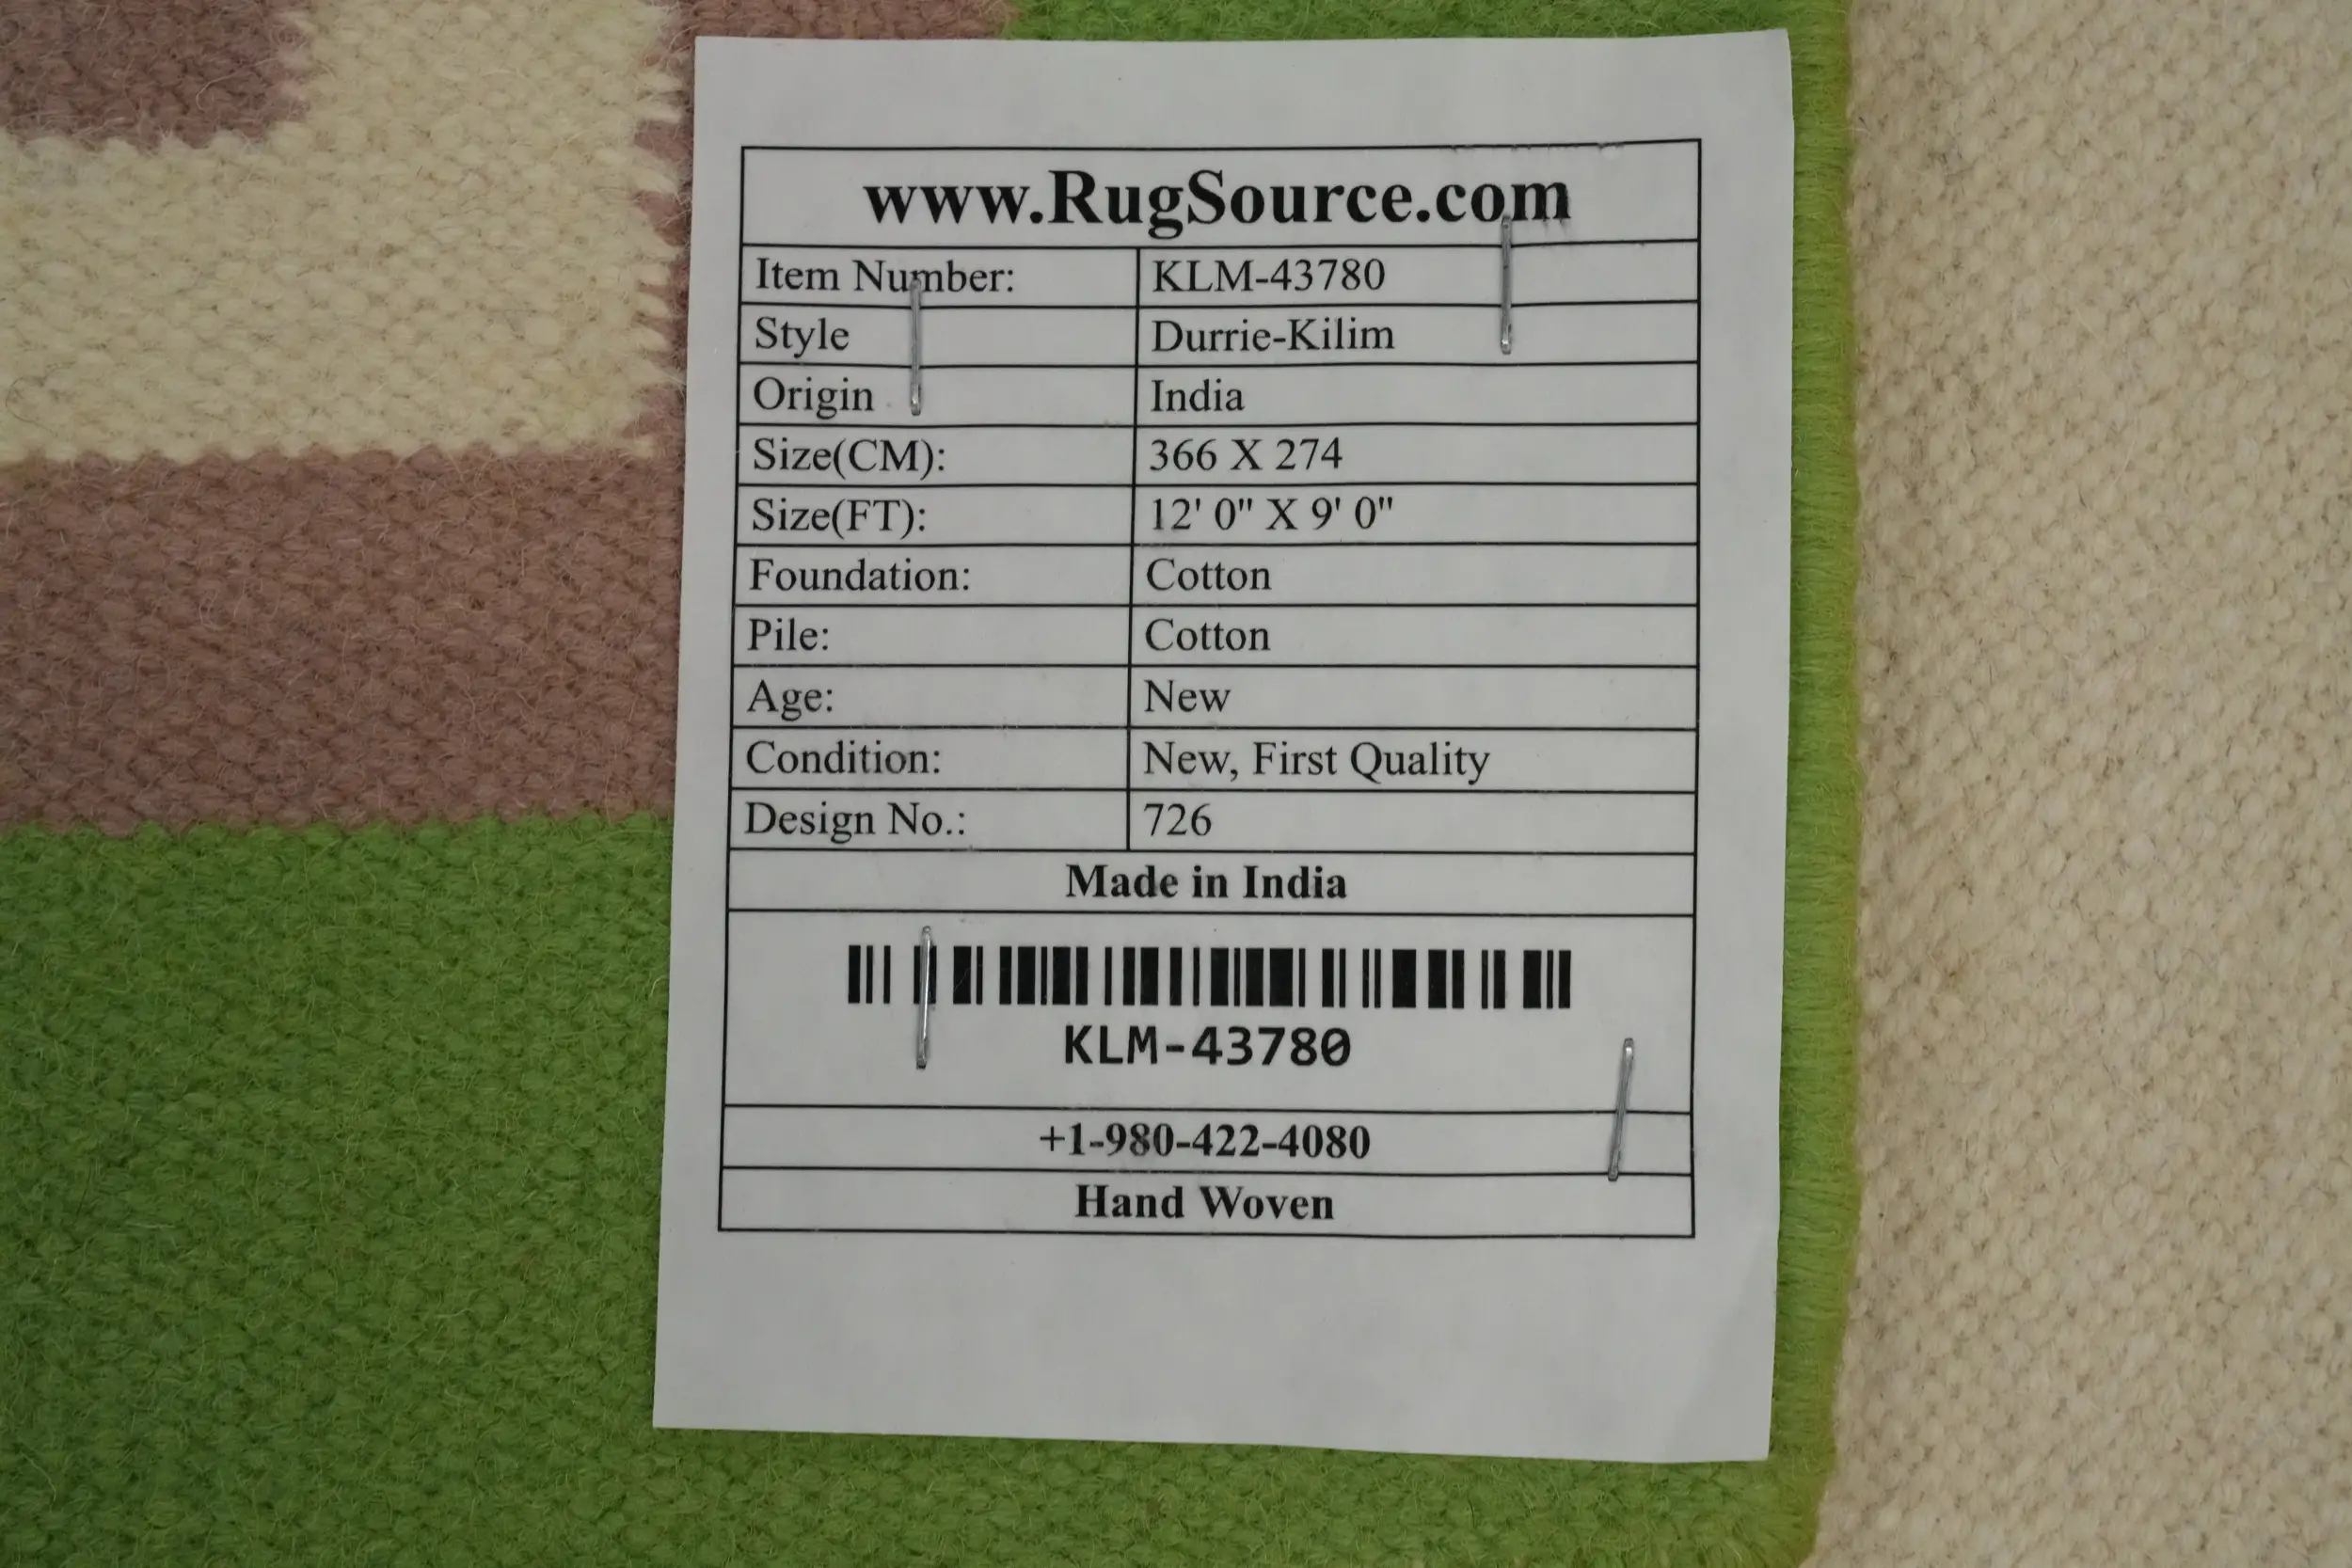 www.RugSource.com
Item Number: KLM-43780
Style Durrie-Kilim
Origin India
Size(CM): 366 X 274
Size(FT): 12' 0" X 9' 0"
Foundation: Cotton
Pile: Cotton
Age: New
Condition: New, First Quality
Design No.: 726
Made in India
KLM-43780
+1-980-422-4080
Hand Woven